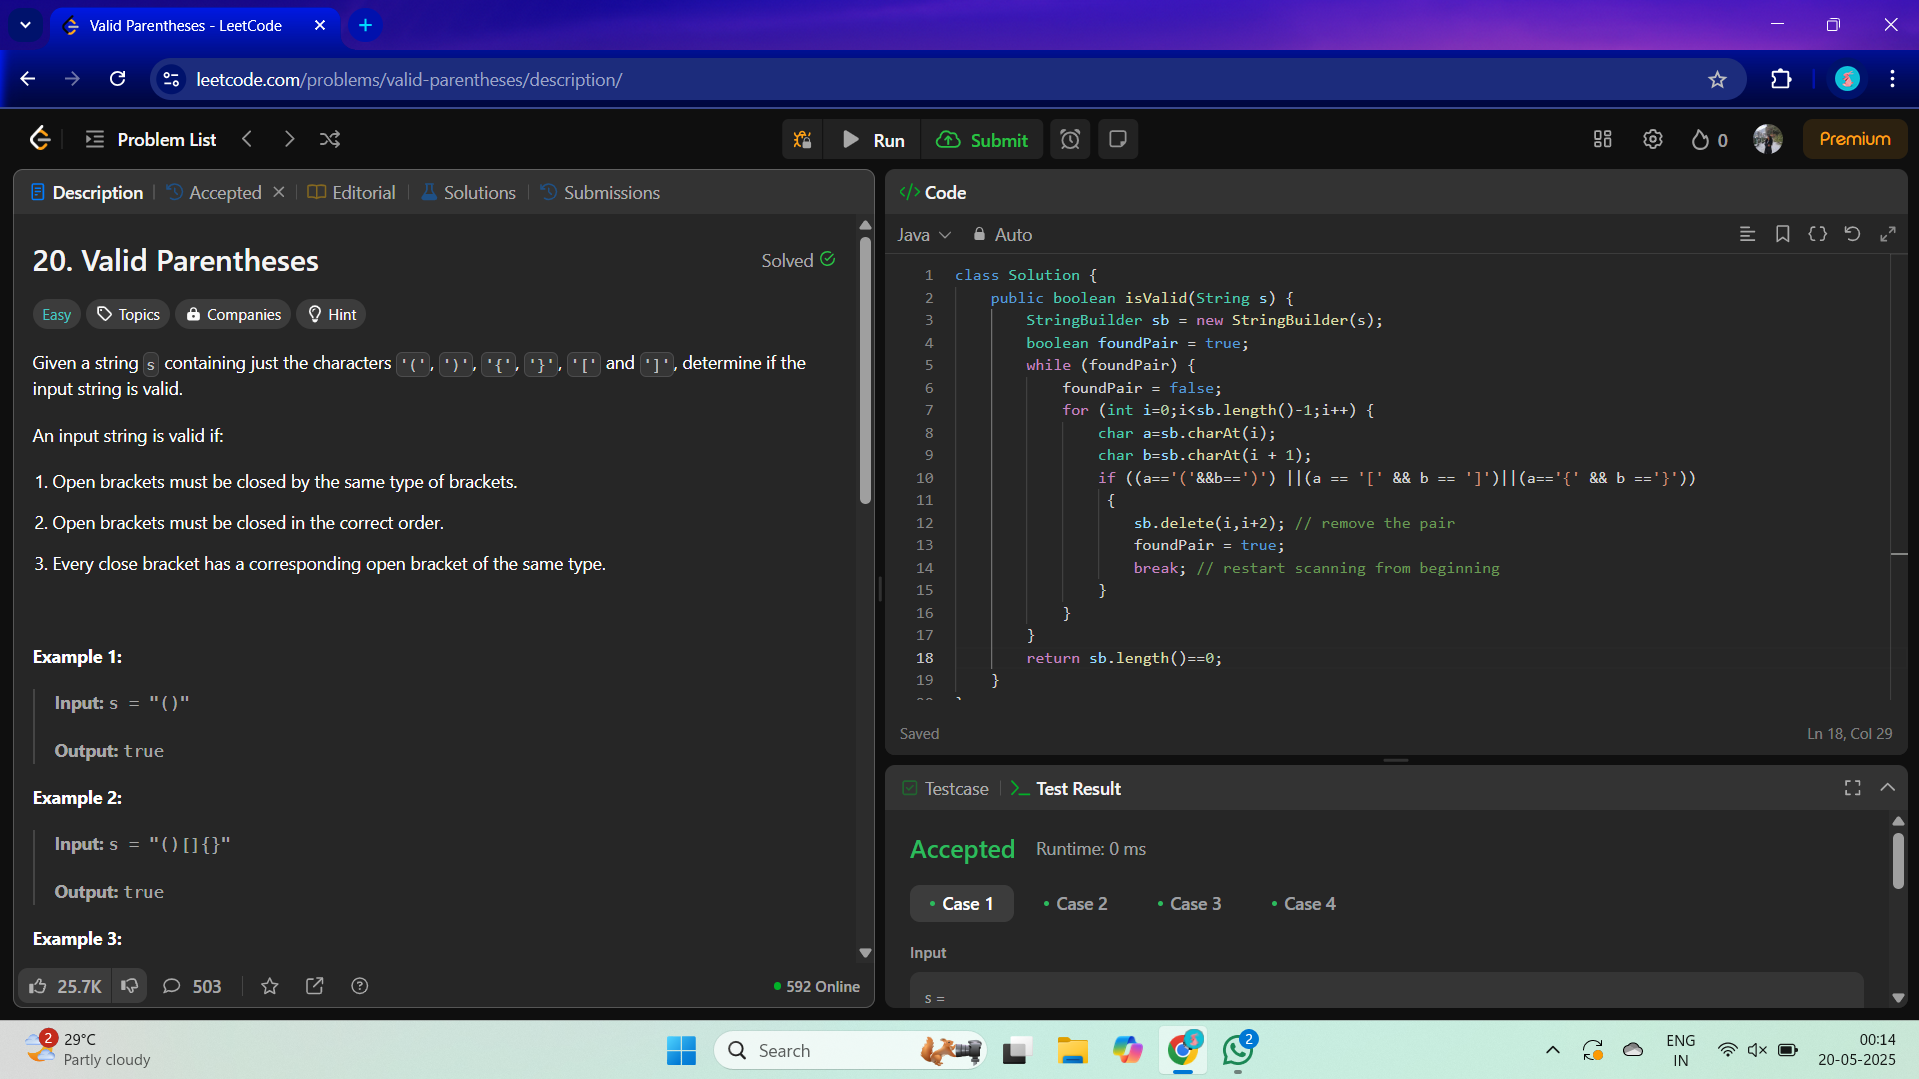 Valid Parentheses - LeetCode
leetcode.com/problems/valid-parentheses/description/
Problem List
Run
Submit
0
Premium
Description
Accepted
Editorial
Solutions
Submissions
20. Valid Parentheses
Solved
Easy
Topics
Companies
Hint
Given a string s containing just the characters '(', ')', '{', '}', '[' and ']', determine if the
input string is valid.
An input string is valid if:
1. Open brackets must be closed by the same type of brackets.
2. Open brackets must be closed in the correct order.
3. Every close bracket has a corresponding open bracket of the same type.
Example 1:
Input: s = "()"
Output: true
Example 2:
Input: s = "()[]{}"
Output: true
Example 3:
25.7K
503
592 Online
</> Code
Java
Auto
1 class Solution {
2 public boolean isValid(String s) {
3 StringBuilder sb = new StringBuilder(s);
4 boolean foundPair = true;
5 while (foundPair) {
6 foundPair = false;
7 for (int i=0;i<sb.length()-1;i++) {
8 char a=sb.charAt(i);
9 char b=sb.charAt(i + 1);
10 if ((a=='('&&b==')') ||(a == '[' && b == ']')||(a=='{' && b =='}'))
11 {
12 sb.delete(i,i+2); // remove the pair
13 foundPair = true;
14 break; // restart scanning from beginning
15 }
16 }
17 }
18 return sb.length()==0;
19 }
Saved
Ln 18, Col 29
Testcase
Test Result
Accepted
Runtime: 0 ms
Case 1
Case 2
Case 3
Case 4
Input
s =
2
29°C
Partly cloudy
Search
2
ENG
IN
00:14
20-05-2025